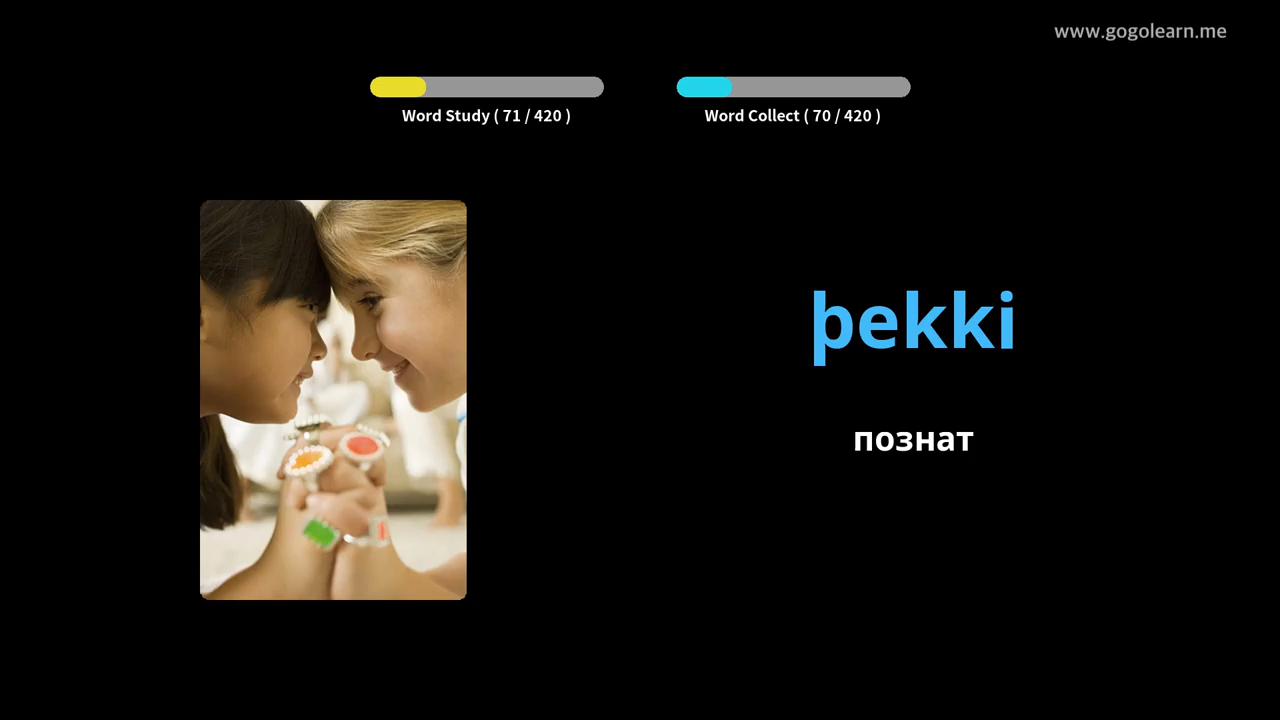 www.gogolearn.me
Word Study ( 71 / 420 )
Word Collect ( 70 / 420 )
þekki
познат